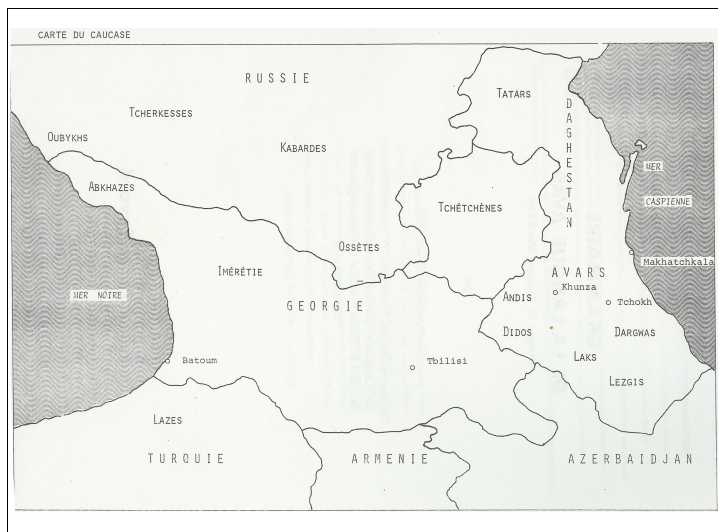 CARTE DU CAUCASE
RUSSIE
TATARS
TCHERKESSES
DAGHESTAN
OUBYKHS
KABARDES
MER
CASPIENNE
ABKHAZES
TCHÉTCHÈNES
OSSÈTES
Makhatchkala
IMÉRÉTIE
AVARS
Khunza
MER NOIRE
ANDIS
GEORGIE
Tchokh
DIDOS
DARGWAS
Batoum
Tbilisi
LAKS
LEZGIS
LAZES
TURQUIE
ARMENIE
AZERBAIDJAN